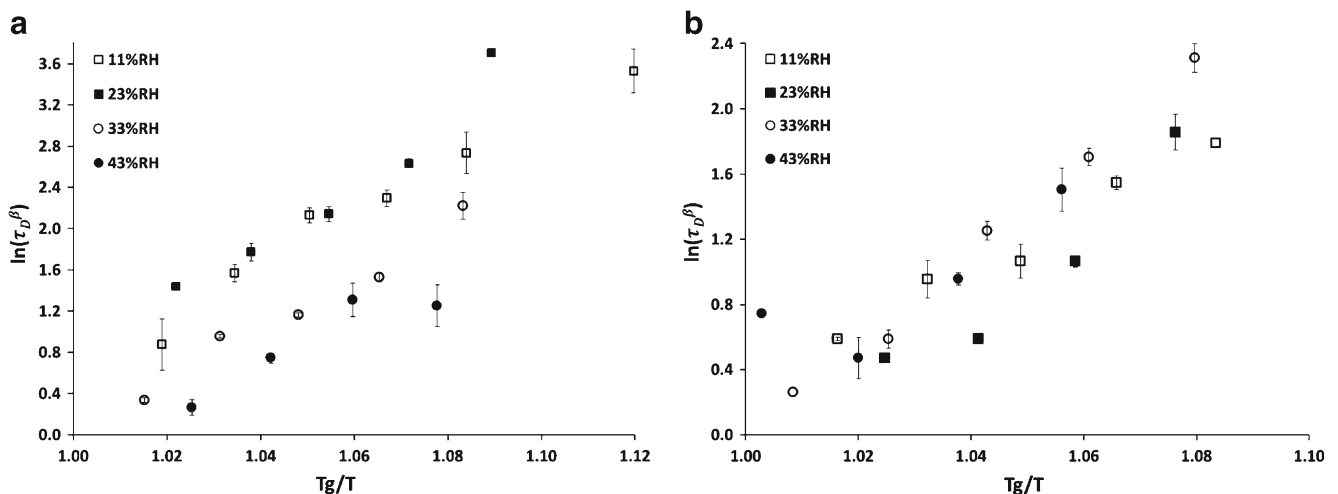 a
11%RH
23%RH
33%RH
43%RH
3.6
3.2
2.8
2.4
2.0
1.6
1.2
0.8
0.4
0.0
ln(τ_D^β)
1.00 1.02 1.04 1.06 1.08 1.10 1.12
Tg/T
b
11%RH
23%RH
33%RH
43%RH
2.4
2.0
1.6
1.2
0.8
0.4
0.0
ln(τ_D^β)
1.00 1.02 1.04 1.06 1.08 1.10
Tg/T